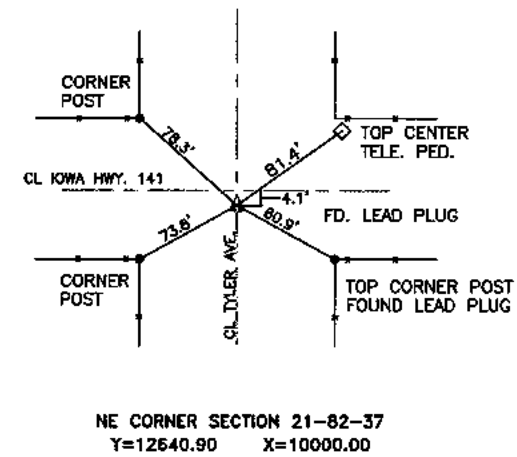 CORNER
POST
78.3'
81.4'
TOP CENTER
TELE. PED.
CL IOWA HWY. 141
4.1'
FD. LEAD PLUG
73.8'
80.9'
CL TYLER AVE.
CORNER
POST
TOP CORNER POST
FOUND LEAD PLUG
NE CORNER SECTION 21-82-37
Y=12640.90 X=10000.00